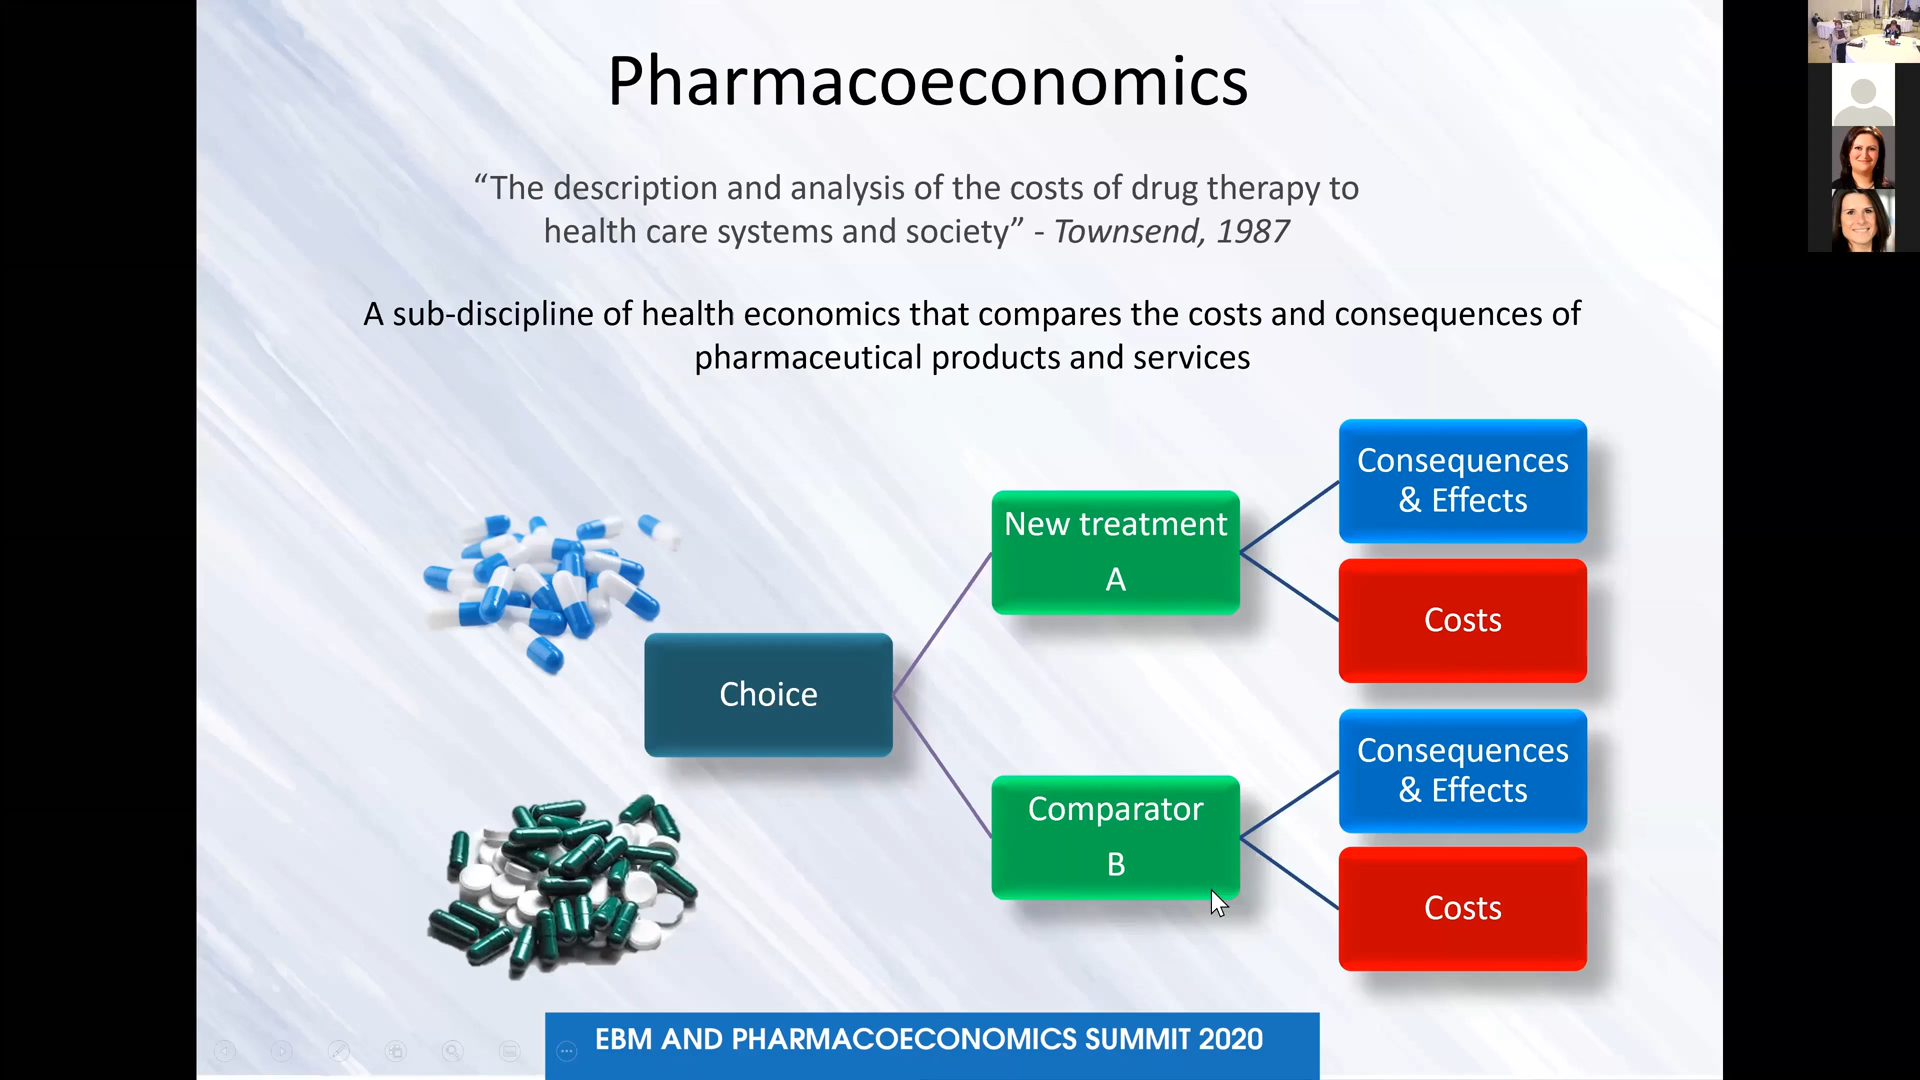 Pharmacoeconomics
“The description and analysis of the costs of drug therapy to
health care systems and society” - Townsend, 1987
A sub-discipline of health economics that compares the costs and consequences of
pharmaceutical products and services
Choice
New treatment
A
Consequences
& Effects
Costs
Comparator
B
Consequences
& Effects
Costs
EBM AND PHARMACOECONOMICS SUMMIT 2020